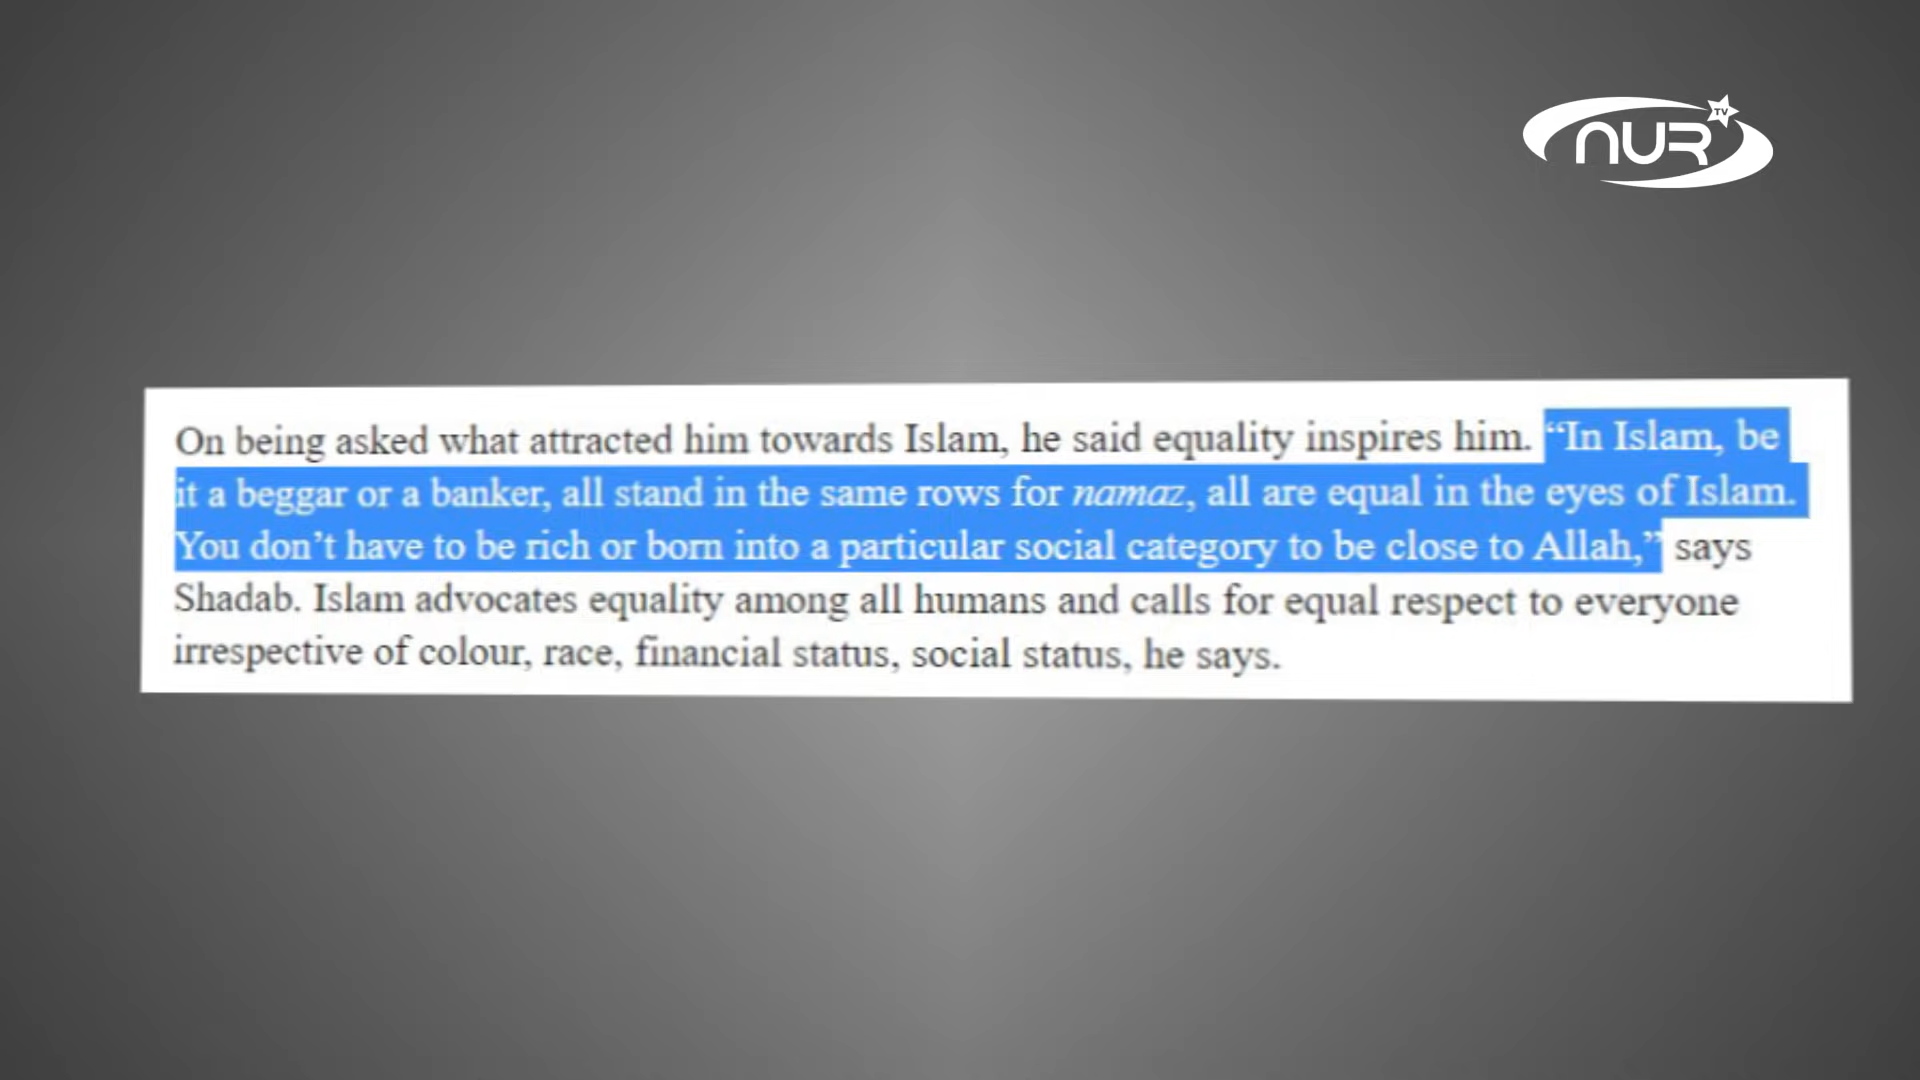 NUR TV
On being asked what attracted him towards Islam, he said equality inspires him. “In Islam, be
it a beggar or a banker, all stand in the same rows for namaz, all are equal in the eyes of Islam.
You don’t have to be rich or born into a particular social category to be close to Allah,” says
Shadab. Islam advocates equality among all humans and calls for equal respect to everyone
irrespective of colour, race, financial status, social status, he says.